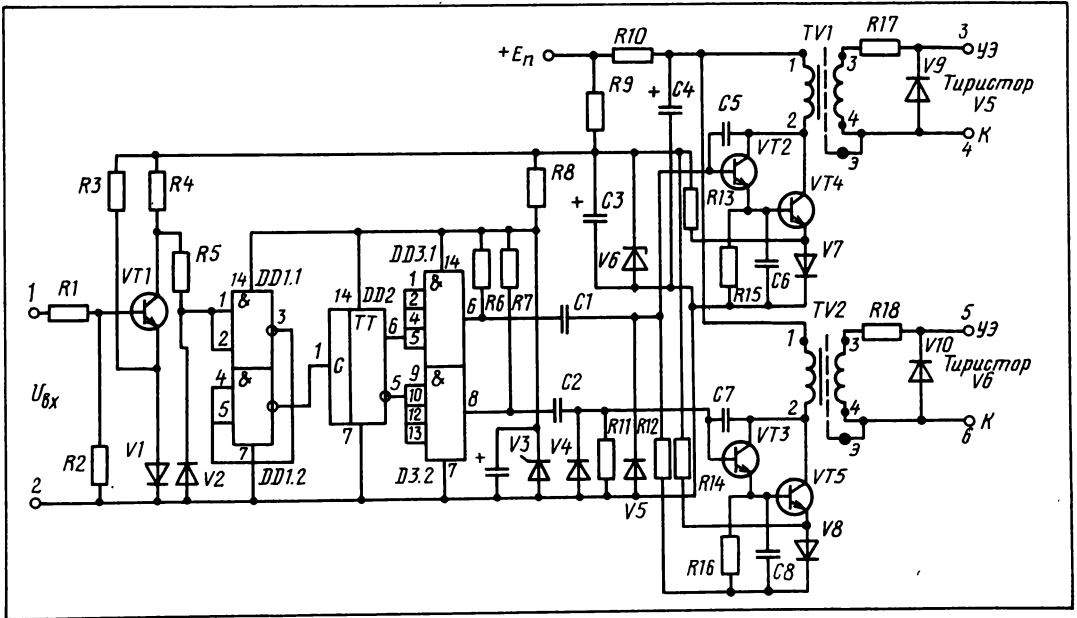 +Eп
R10
R9
C4
+
TV1
R17
3
УЭ
1
3
V9
Тиристор
V5
C5
2
4
VT2
К
4
Э
R3
R4
R8
C3
+
R13
VT4
R5
VT1
DD1.1
DD3.1
14
&
14
DD2
14
1
&
V6
V7
1
R1
1
2
3
TT
2
4
5
6
6
R6
R7
C1
R15
C6
TV2
R18
5
УЭ
1
3
V10
Тиристор
V6
4
5
&
1
C
5
9
10
12
13
&
8
C2
C7
2
4
К
6
Э
Uвх
R2
V1
V2
7
DD1.2
7
D3.2
7
+
V3
V4
R11
R12
V5
VT3
R14
VT5
2
V8
R16
C8